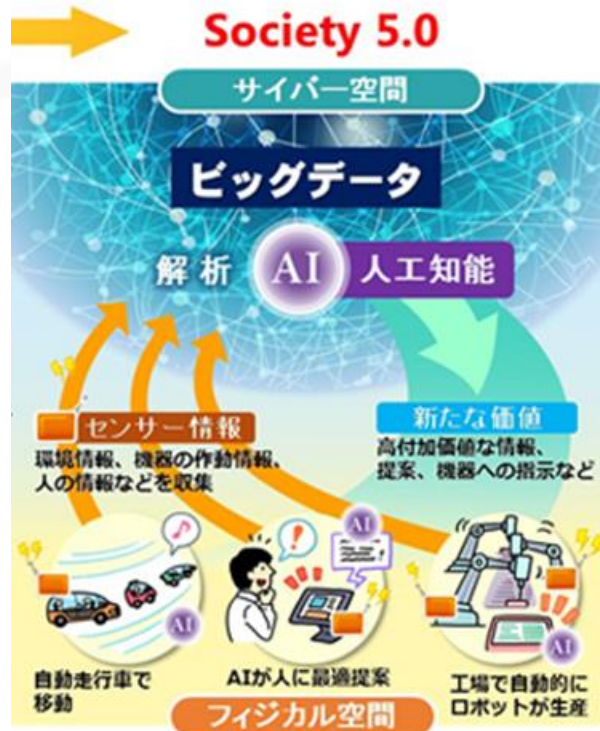 Society 5.0
サイバー空間
ビッグデータ
解析 AI 人工知能
センサー情報
環境情報、機器の作動情報、
人の情報などを収集
新たな価値
高付加価値な情報、
提案、機器への指示など
AI
AI
AI
自動走行車で
移動
AIが人に最適提案
工場で自動的に
ロボットが生産
フィジカル空間